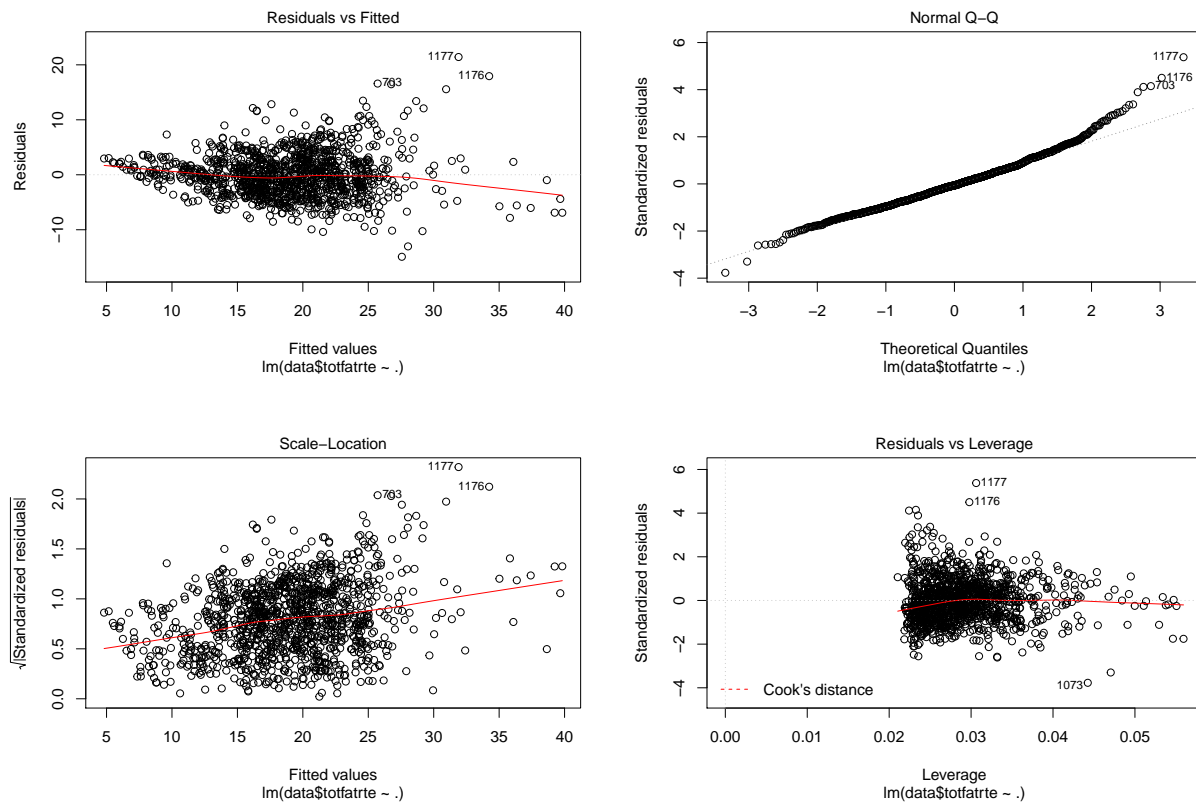 Residuals vs Fitted
Residuals
20
10
0
−10
1177
1176
703
5 10 15 20 25 30 35 40
Fitted values
lm(data$totfatrte ~ .)
Normal Q−Q
Standardized residuals
6
4
2
0
−2
−4
1177
1176
703
−3 −2 −1 0 1 2 3
Theoretical Quantiles
lm(data$totfatrte ~ .)
Scale−Location
√|Standardized residuals|
2.0
1.5
1.0
0.5
0.0
1177
1176
703
5 10 15 20 25 30 35 40
Fitted values
lm(data$totfatrte ~ .)
Residuals vs Leverage
Standardized residuals
6
4
2
0
−2
−4
1177
1176
1073
Cook's distance
0.00 0.01 0.02 0.03 0.04 0.05
Leverage
lm(data$totfatrte ~ .)